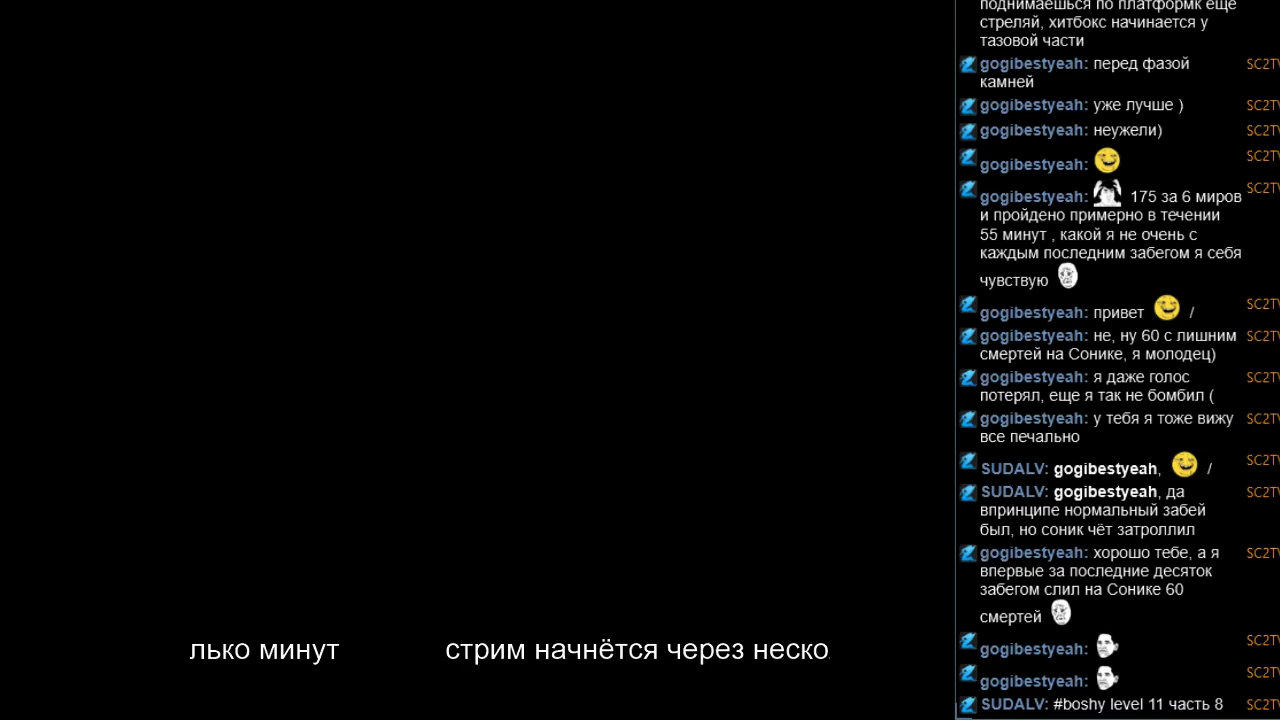 поднимаешься по платформк еще
стреляй, хитбокс начинается у
тазовой части
gogibestyeah: перед фазой SC2TV
камней
gogibestyeah: уже лучше ) SC2TV
gogibestyeah: неужели) SC2TV
gogibestyeah: SC2TV
gogibestyeah: 175 за 6 миров SC2TV
и пройдено примерно в течении
55 минут , какой я не очень с
каждым последним забегом я себя
чувствую
gogibestyeah: привет / SC2TV
gogibestyeah: не, ну 60 с лишним SC2TV
смертей на Сонике, я молодец)
gogibestyeah: я даже голос SC2TV
потерял, еще я так не бомбил (
gogibestyeah: у тебя я тоже вижу SC2TV
все печально
SUDALV: gogibestyeah, / SC2TV
SUDALV: gogibestyeah, да SC2TV
впринципе нормальный забей
был, но соник чёт затроллил
gogibestyeah: хорошо тебе, а я SC2TV
впервые за последние десяток
забегом слил на Сонике 60
смертей
gogibestyeah: SC2TV
gogibestyeah: SC2TV
SUDALV: #boshy level 11 часть 8 SC2TV
лько минут стрим начнётся через неско